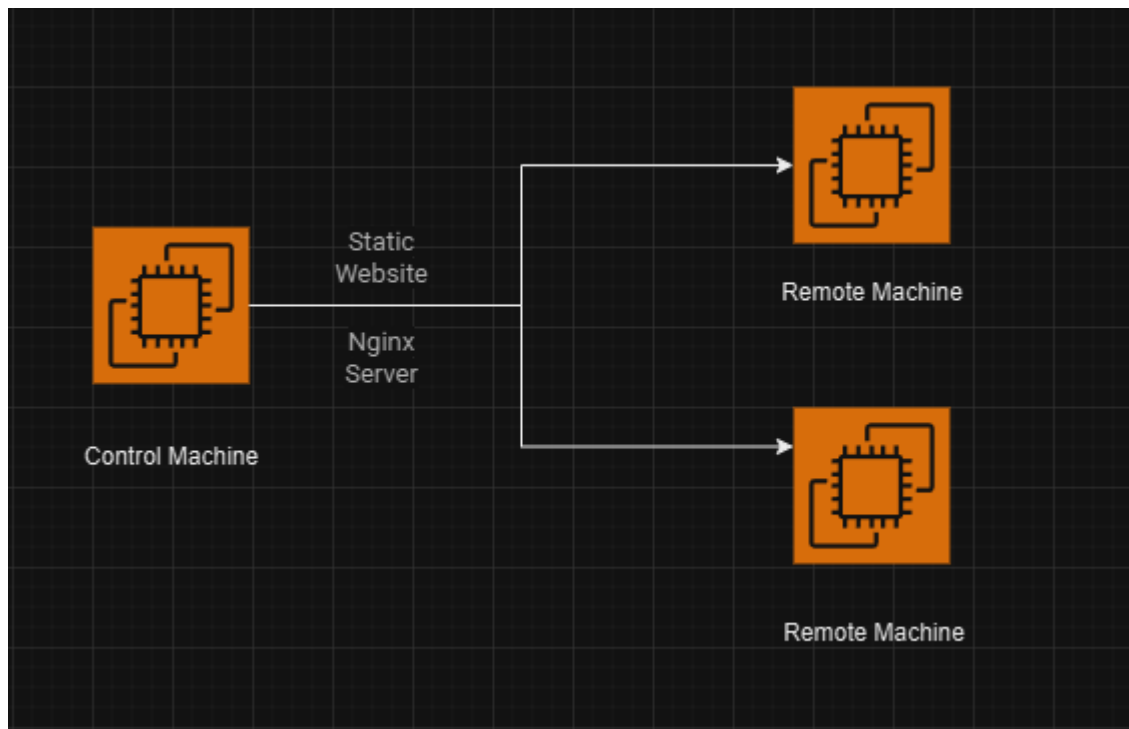 Static
Website
Nginx
Server
Control Machine
Remote Machine
Remote Machine